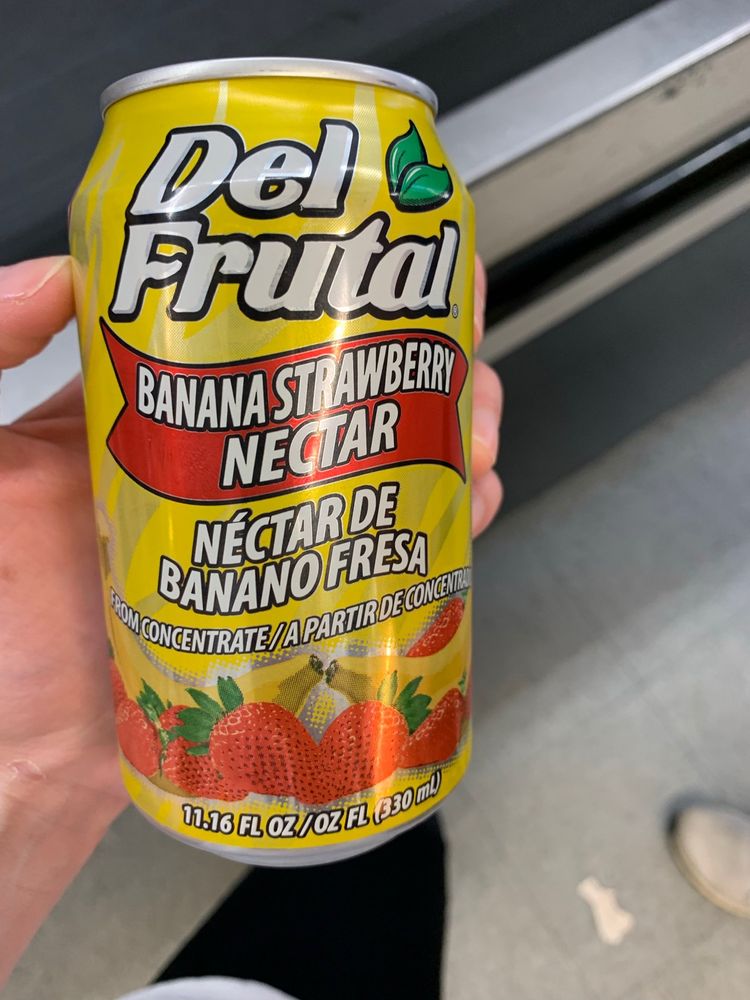 Del
Frutal®
BANANA STRAWBERRY
NECTAR
NÉCTAR DE
BANANO FRESA
FROM CONCENTRATE/A PARTIR DE CONCENTRADO
11.16 FL OZ/OZ FL (330 mL)